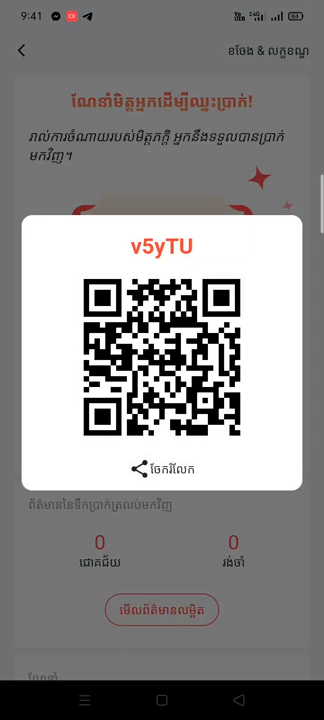 9:41
64
ខចែង & លក្ខខណ្ឌ
ណែនាំមិត្តអ្នកដើម្បីឈ្នះប្រាក់!
រាល់ការចំណាយរបស់មិត្តភក្តិ អ្នកនឹងទទួលបានប្រាក់
មកវិញ។
v5yTU
ចែករំលែក
ព័ត៌មាននៃទឹកប្រាក់ត្រលប់មកវិញ
0 0
ជោគជ័យ រង់ចាំ
មើលព័ត៌មានលម្អិត
ណែនាំ